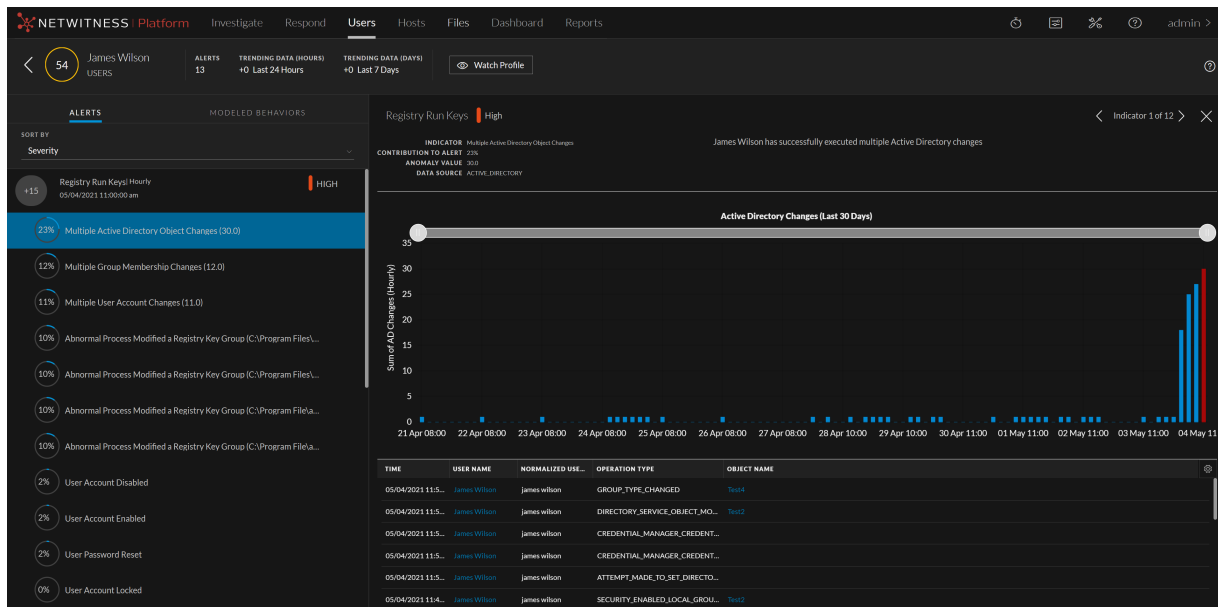 NETWITNESS Platform Investigate Respond Users Hosts Files Dashboard Reports admin >
54 James Wilson USERS
ALERTS 13
TRENDING DATA (HOURS) +0 Last 24 Hours
TRENDING DATA (DAYS) +0 Last 7 Days
Watch Profile
ALERTS MODELED BEHAVIORS
SORT BY
Severity
+15 Registry Run Keys| Hourly HIGH
05/04/2021 11:00:00 am
23% Multiple Active Directory Object Changes (30.0)
12% Multiple Group Membership Changes (12.0)
11% Multiple User Account Changes (11.0)
10% Abnormal Process Modified a Registry Key Group (C:\Program Files\...
10% Abnormal Process Modified a Registry Key Group (C:\Program Files\...
10% Abnormal Process Modified a Registry Key Group (C:\Program File\a...
10% Abnormal Process Modified a Registry Key Group (C:\Program File\a...
2% User Account Disabled
2% User Account Enabled
2% User Password Reset
0% User Account Locked
Registry Run Keys High Indicator 1 of 12
INDICATOR Multiple Active Directory Object Changes
CONTRIBUTION TO ALERT 23%
ANOMALY VALUE 30.0
DATA SOURCE ACTIVE_DIRECTORY
James Wilson has successfully executed multiple Active Directory changes
Active Directory Changes (Last 30 Days)
Sum of AD Changes (Hourly)
35
30
25
20
15
10
5
0
21 Apr 08:00 22 Apr 08:00 23 Apr 08:00 24 Apr 08:00 25 Apr 08:00 26 Apr 08:00 27 Apr 08:00 28 Apr 10:00 29 Apr 10:00 30 Apr 11:00 01 May 11:00 02 May 11:00 03 May 11:00 04 May 11
TIME USER NAME NORMALIZED USE... OPERATION TYPE OBJECT NAME
05/04/2021 11:5... James Wilson james wilson GROUP_TYPE_CHANGED Test4
05/04/2021 11:5... James Wilson james wilson DIRECTORY_SERVICE_OBJECT_MO... Test2
05/04/2021 11:5... James Wilson james wilson CREDENTIAL_MANAGER_CREDENT...
05/04/2021 11:5... James Wilson james wilson CREDENTIAL_MANAGER_CREDENT...
05/04/2021 11:5... James Wilson james wilson ATTEMPT_MADE_TO_SET_DIRECTO...
05/04/2021 11:4... James Wilson james wilson SECURITY_ENABLED_LOCAL_GROU... Test2